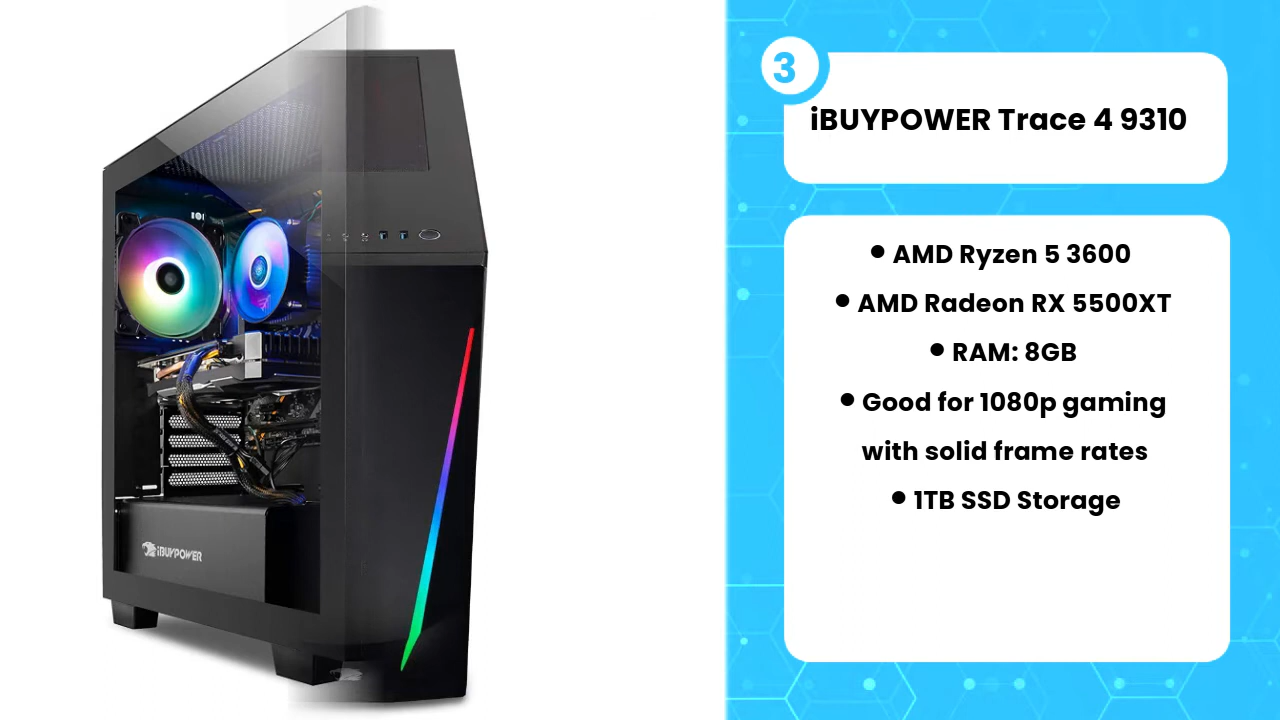 3
iBUYPOWER Trace 4 9310
• AMD Ryzen 5 3600
• AMD Radeon RX 5500XT
• RAM: 8GB
• Good for 1080p gaming
with solid frame rates
• 1TB SSD Storage
iBUYPOWER